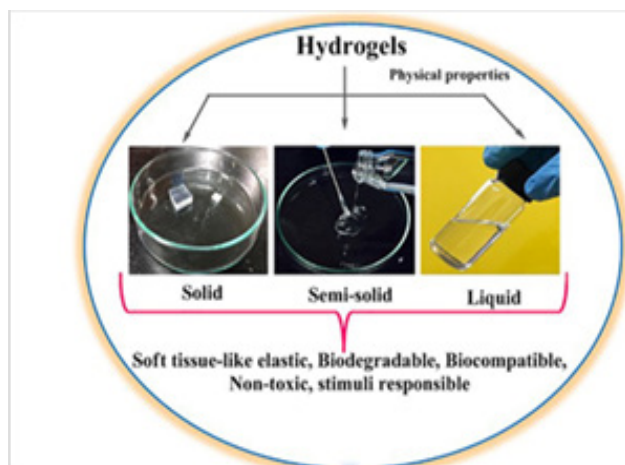 Hydrogels
Physical properties
Solid
Semi-solid
Liquid
Soft tissue-like elastic, Biodegradable, Biocompatible,
Non-toxic, stimuli responsible